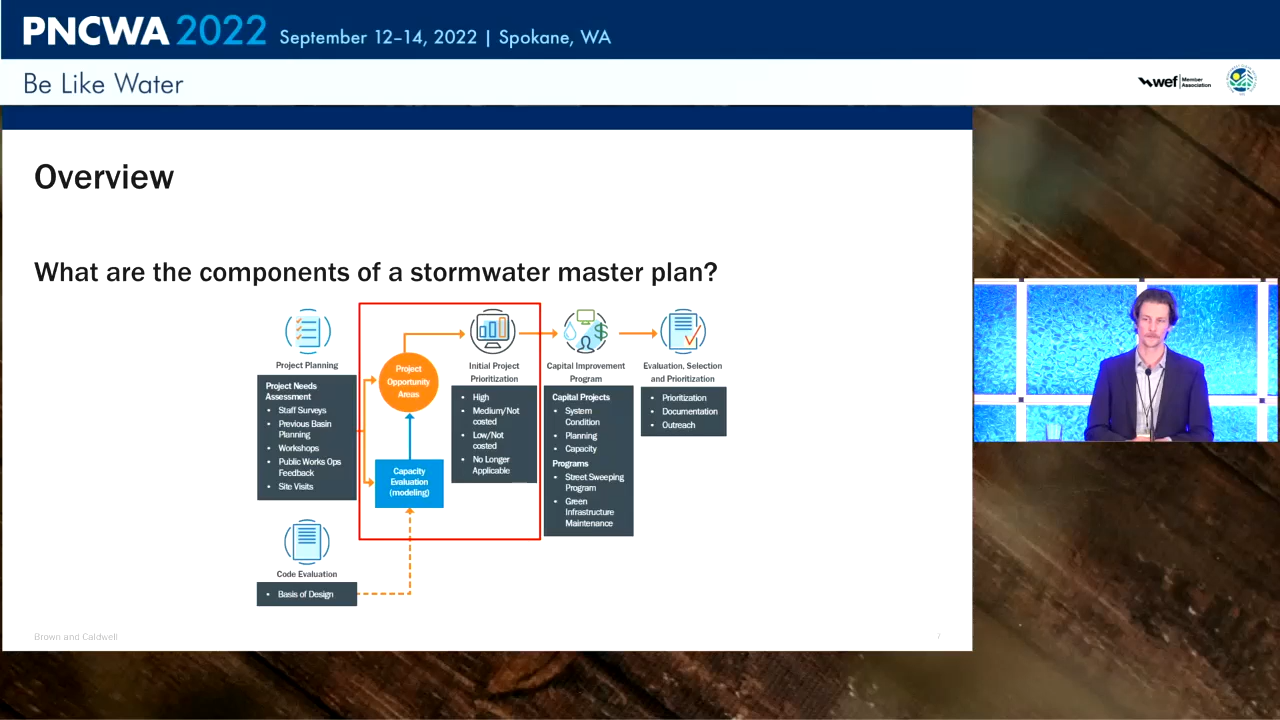 PNCWA 2022 September 12–14, 2022 | Spokane, WA
Be Like Water
wef Member Association
Overview
What are the components of a stormwater master plan?
Project Planning
Project Needs
Assessment
• Staff Surveys
• Previous Basin
Planning
• Workshops
• Public Works Ops
Feedback
• Site Visits
Code Evaluation
• Basis of Design
Project
Opportunity
Areas
Capacity
Evaluation
(modeling)
Initial Project
Prioritization
• High
• Medium/Not
costed
• Low/Not
costed
• No Longer
Applicable
Capital Improvement
Program
Capital Projects
• System
Condition
• Planning
• Capacity
Programs
• Street Sweeping
Program
• Green
Infrastructure
Maintenance
Evaluation, Selection
and Prioritization
• Prioritization
• Documentation
• Outreach
Brown and Caldwell
7